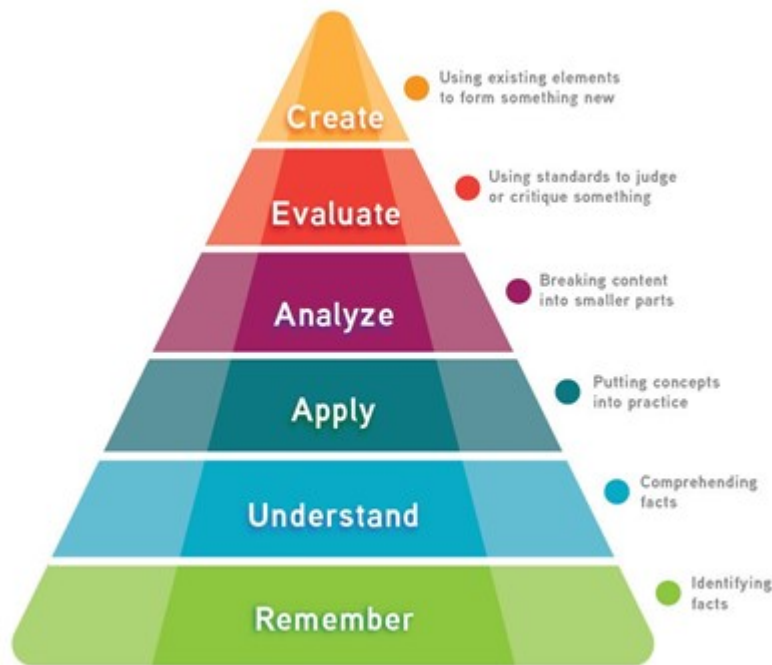 Create
Using existing elements
to form something new
Evaluate
Using standards to judge
or critique something
Analyze
Breaking content
into smaller parts
Apply
Putting concepts
into practice
Understand
Comprehending
facts
Remember
Identifying
facts